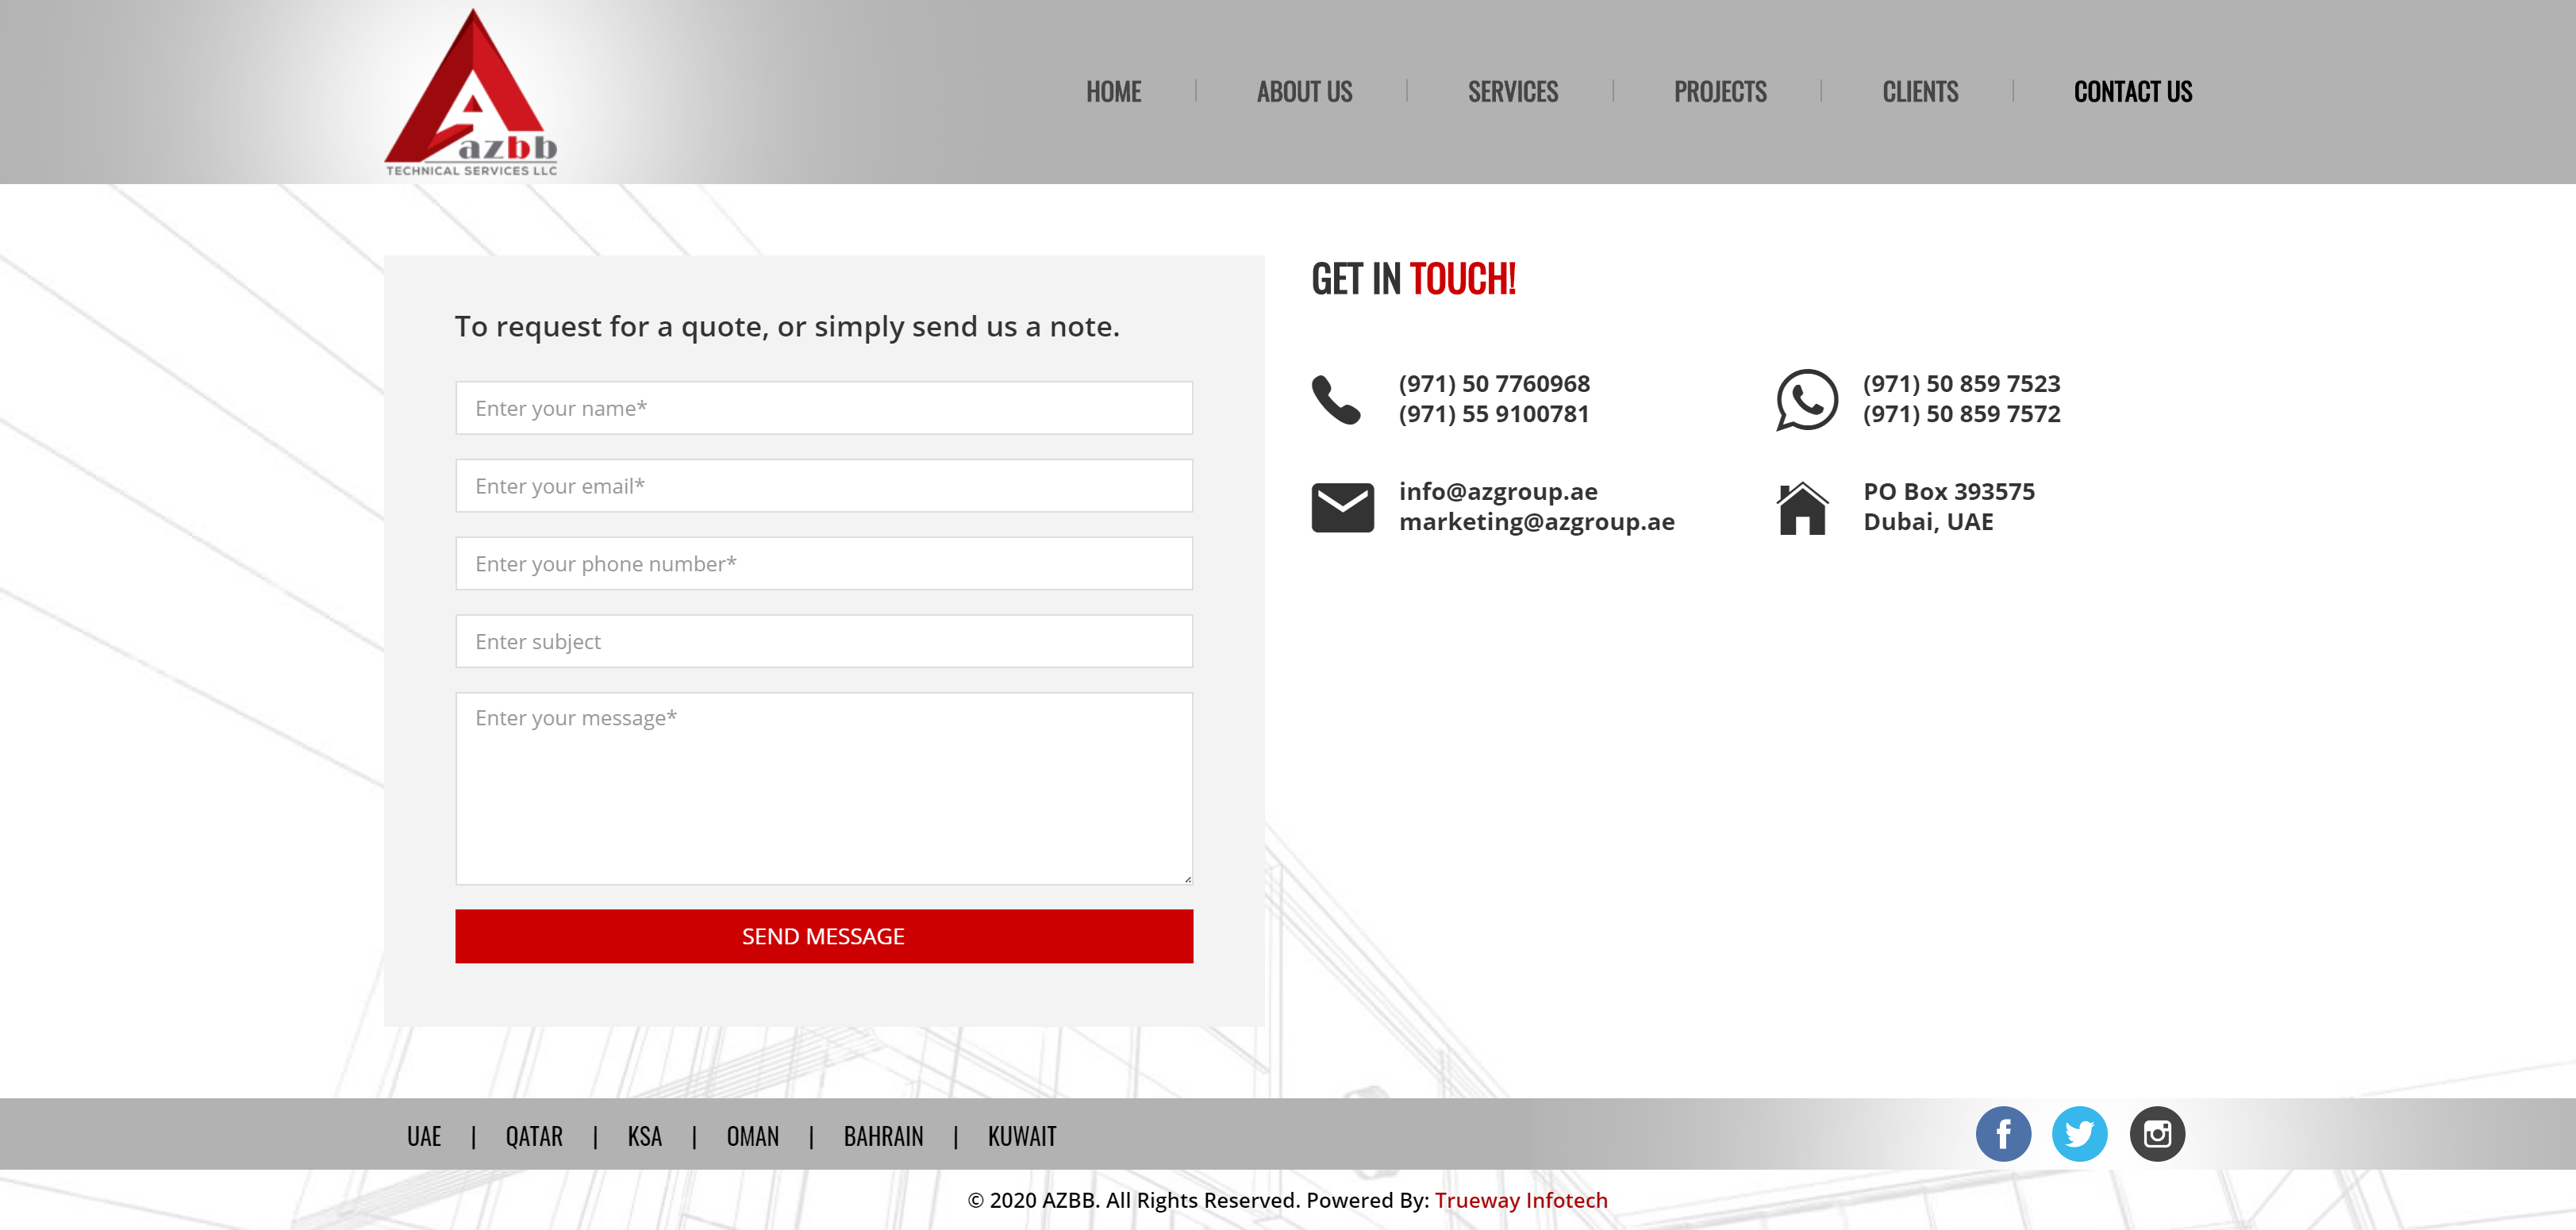 azbb
TECHNICAL SERVICES LLC
HOME
ABOUT US
SERVICES
PROJECTS
CLIENTS
CONTACT US
To request for a quote, or simply send us a note.
Enter your name*
Enter your email*
Enter your phone number*
Enter subject
Enter your message*
SEND MESSAGE
GET IN TOUCH!
(971) 50 7760968
(971) 55 9100781
(971) 50 859 7523
(971) 50 859 7572
info@azgroup.ae
marketing@azgroup.ae
PO Box 393575
Dubai, UAE
UAE | QATAR | KSA | OMAN | BAHRAIN | KUWAIT
© 2020 AZBB. All Rights Reserved. Powered By: Trueway Infotech